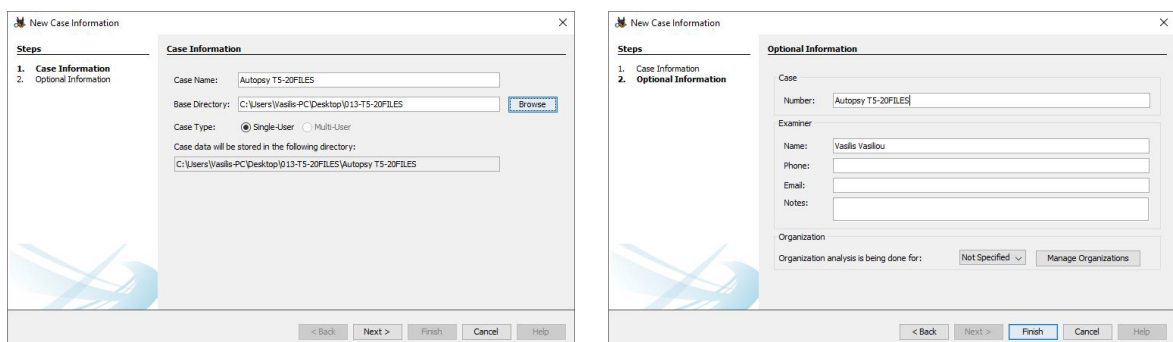 New Case Information
Steps
1. Case Information
2. Optional Information
Case Information
Case Name: Autopsy T5-20FILES
Base Directory: C:\Users\Vasilis-PC\Desktop\013-T5-20FILES Browse
Case Type: Single-User Multi-User
Case data will be stored in the following directory:
C:\Users\Vasilis-PC\Desktop\013-T5-20FILES\Autopsy T5-20FILES
< Back Next > Finish Cancel Help
New Case Information
Steps
1. Case Information
2. Optional Information
Optional Information
Case
Number: Autopsy T5-20FILES
Examiner
Name: Vasilis Vasiliou
Phone:
Email:
Notes:
Organization
Organization analysis is being done for: Not Specified Manage Organizations
< Back Next > Finish Cancel Help